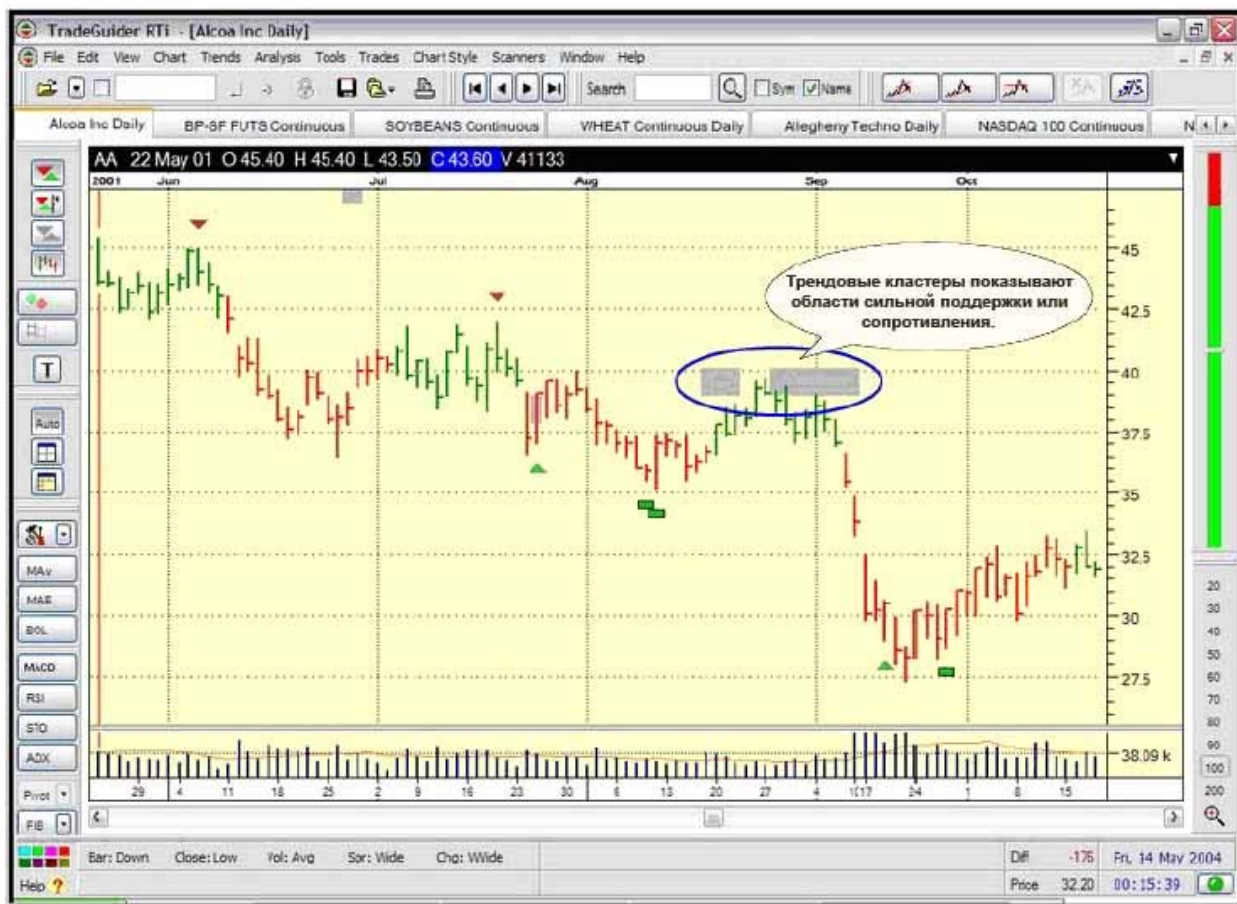 TradeGuider RTi - [Alcoa Inc Daily]
File Edit View Chart Trends Analysis Tools Trades Chart Style Scanners Window Help
Search Sym Name
Alcoa Inc Daily BP-SF FUTS Continuous SOYBEANS Continuous WHEAT Continuous Daily Allegheny Techno Daily NASDAQ 100 Continuous N
AA 22 May 01 O 45.40 H 45.40 L 43.50 C 43.60 V 41133
2001 Jun Jul Aug Sep Oct
Трендовые кластеры показывают
области сильной поддержки или
сопротивления.
45
42.5
40
37.5
35
32.5
30
27.5
38.09 k
T
Auto
MAv
BOL
MACD
RSI
STO
ADX
Pivot
FIB
20
30
40
50
60
70
80
90
100
200
29 4 11 18 25 2 9 16 23 30 6 13 20 27 4 10 17 24 1 8 15
Bar: Down Close: Low Vol: Avg Spr: Wide Chg: WWide Diff -176 Fri, 14 May 2004
Help ? Price 32.20 00:15:39